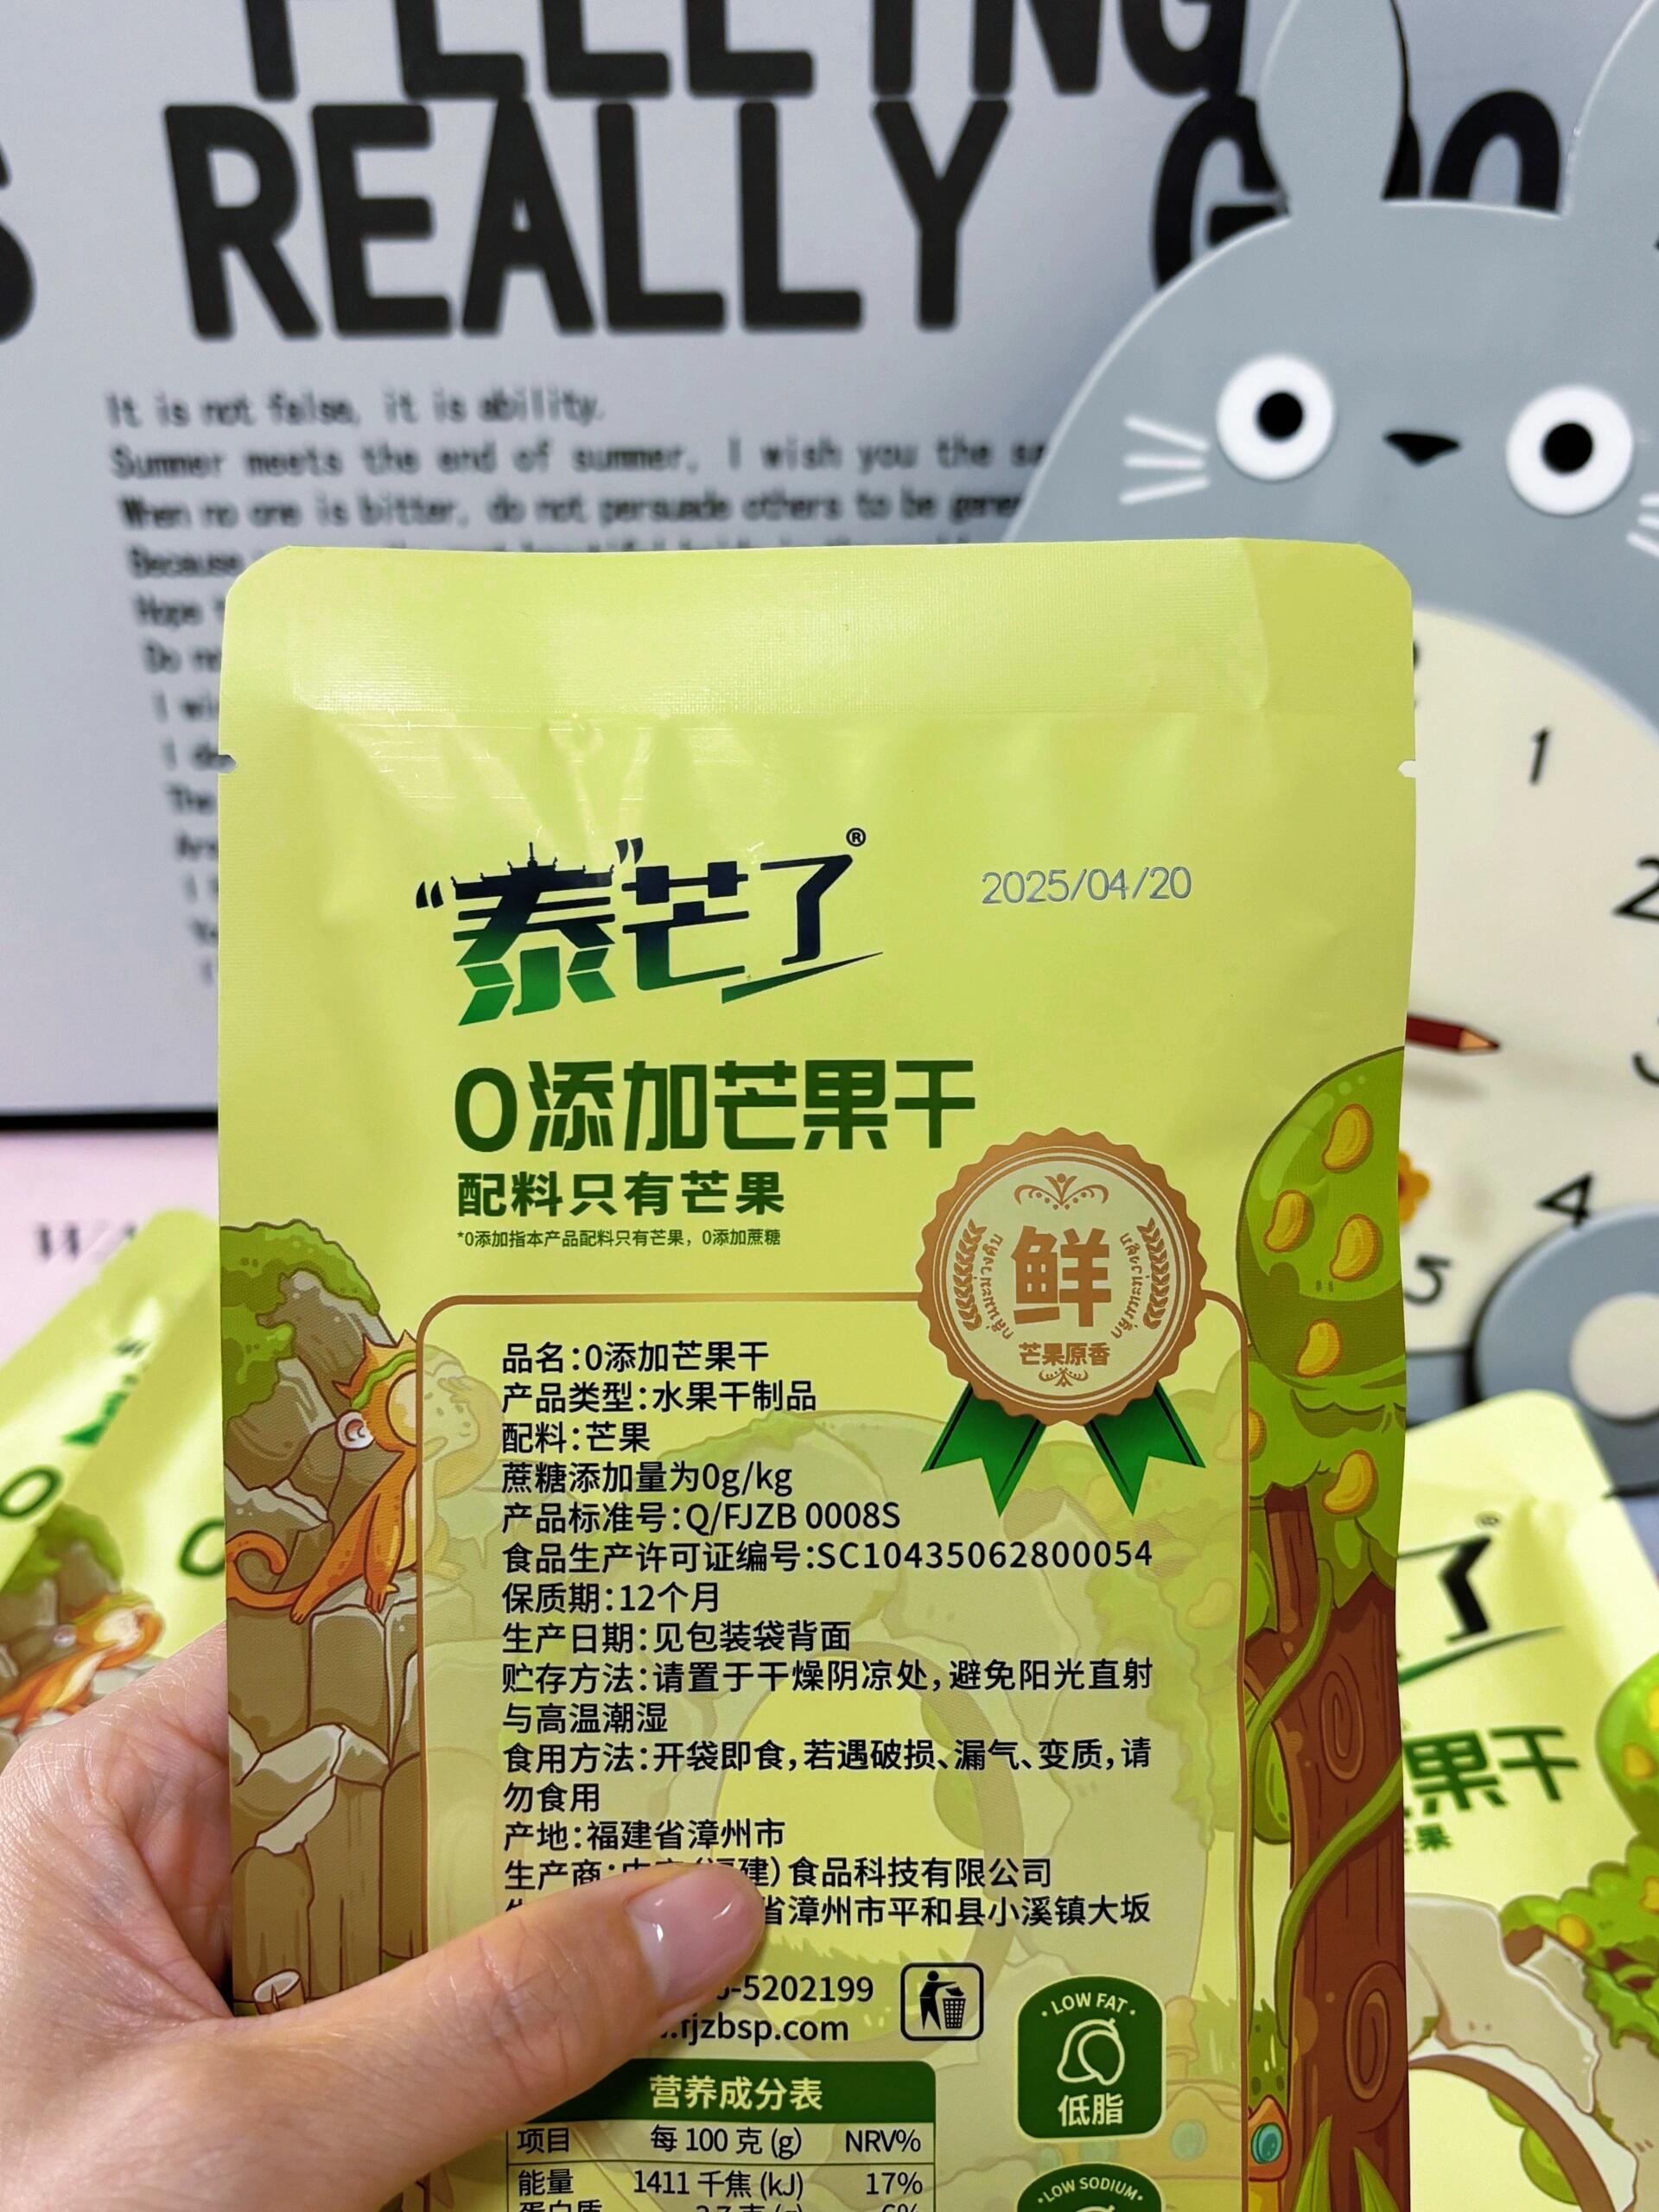 FEELING
REALLY
It is not false, it is ability.
Summer meets the end of summer, I wish you the
When no one is bitter, do not persuade others to be
Because
Hope
Do
I
I
The
“泰”芒了®
2025/04/20
0添加芒果干
配料只有芒果
*0添加指本产品配料只有芒果，0添加蔗糖
鲜
芒果原香
品名：0添加芒果干
产品类型：水果干制品
配料：芒果
蔗糖添加量为0g/kg
产品标准号：Q/FJZB 0008S
食品生产许可证编号：SC10435062800054
保质期：12个月
生产日期：见包装袋背面
贮存方法：请置于干燥阴凉处，避免阳光直射
与高温潮湿
食用方法：开袋即食，若遇破损、漏气、变质，请
勿食用
产地：福建省漳州市
生产商：建）食品科技有限公司
省漳州市平和县小溪镇大坂
-5202199
.fjzbsp.com
LOW FAT
低脂
LOW SODIUM
营养成分表
项目 每 100 克 (g) NRV%
能量 1411 千焦 (kJ) 17%
蛋白质
1
2
4
5
了
果干